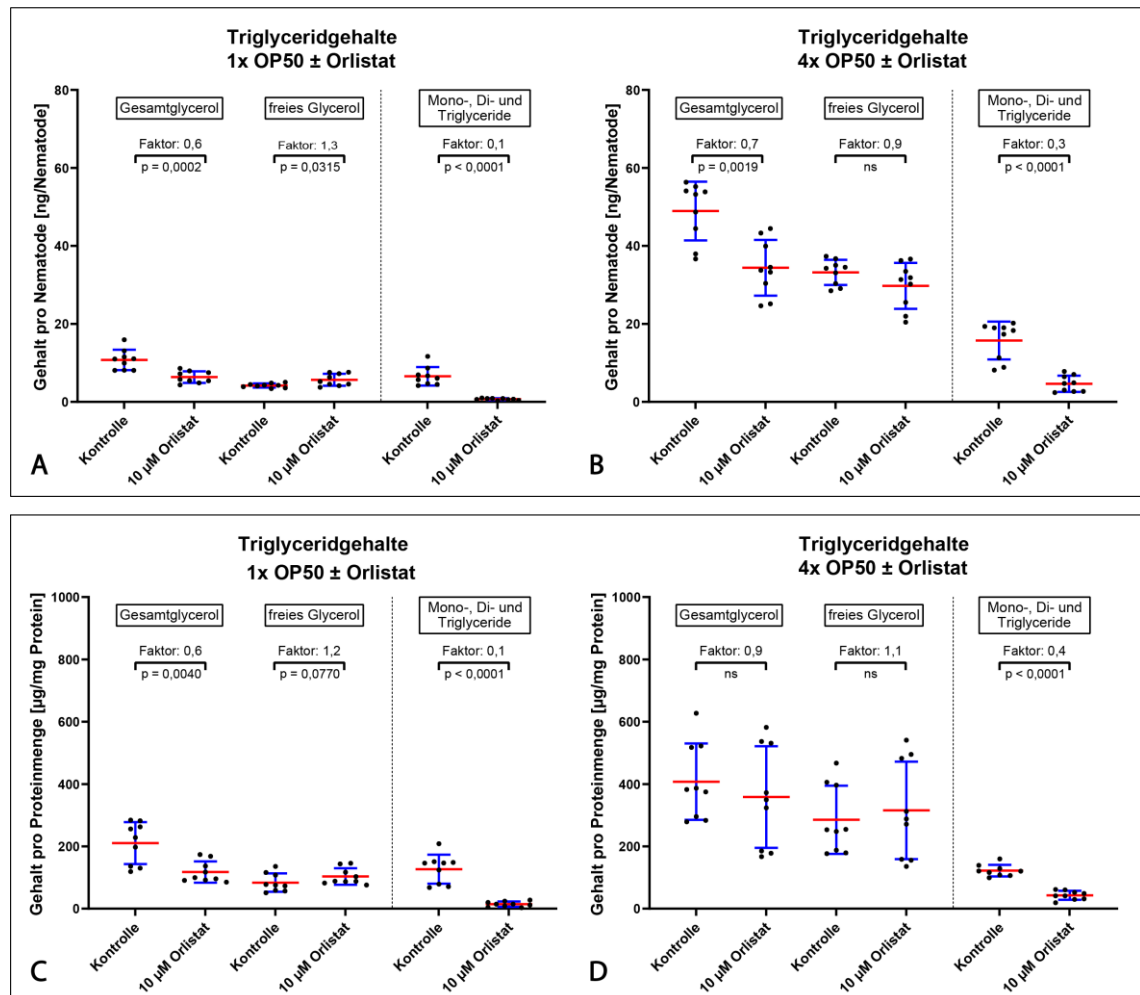 Triglyceridgehalte
1x OP50 ± Orlistat
Gehalt pro Nematode [ng/Nematode]
80
60
40
20
0
Gesamtglycerol
freies Glycerol
Mono-, Di- und
Triglyceride
Faktor: 0,6
p = 0,0002
Faktor: 1,3
p = 0,0315
Faktor: 0,1
p < 0,0001
Kontrolle
10 µM Orlistat
Kontrolle
10 µM Orlistat
Kontrolle
10 µM Orlistat
A
Triglyceridgehalte
4x OP50 ± Orlistat
Gehalt pro Nematode [ng/Nematode]
80
60
40
20
0
Gesamtglycerol
freies Glycerol
Mono-, Di- und
Triglyceride
Faktor: 0,7
p = 0,0019
Faktor: 0,9
ns
Faktor: 0,3
p < 0,0001
Kontrolle
10 µM Orlistat
Kontrolle
10 µM Orlistat
Kontrolle
10 µM Orlistat
B
Triglyceridgehalte
1x OP50 ± Orlistat
Gehalt pro Proteinmenge [µg/mg Protein]
1000
800
600
400
200
0
Gesamtglycerol
freies Glycerol
Mono-, Di- und
Triglyceride
Faktor: 0,6
p = 0,0040
Faktor: 1,2
p = 0,0770
Faktor: 0,1
p < 0,0001
Kontrolle
10 µM Orlistat
Kontrolle
10 µM Orlistat
Kontrolle
10 µM Orlistat
C
Triglyceridgehalte
4x OP50 ± Orlistat
Gehalt pro Proteinmenge [µg/mg Protein]
1000
800
600
400
200
0
Gesamtglycerol
freies Glycerol
Mono-, Di- und
Triglyceride
Faktor: 0,9
ns
Faktor: 1,1
ns
Faktor: 0,4
p < 0,0001
Kontrolle
10 µM Orlistat
Kontrolle
10 µM Orlistat
Kontrolle
10 µM Orlistat
D